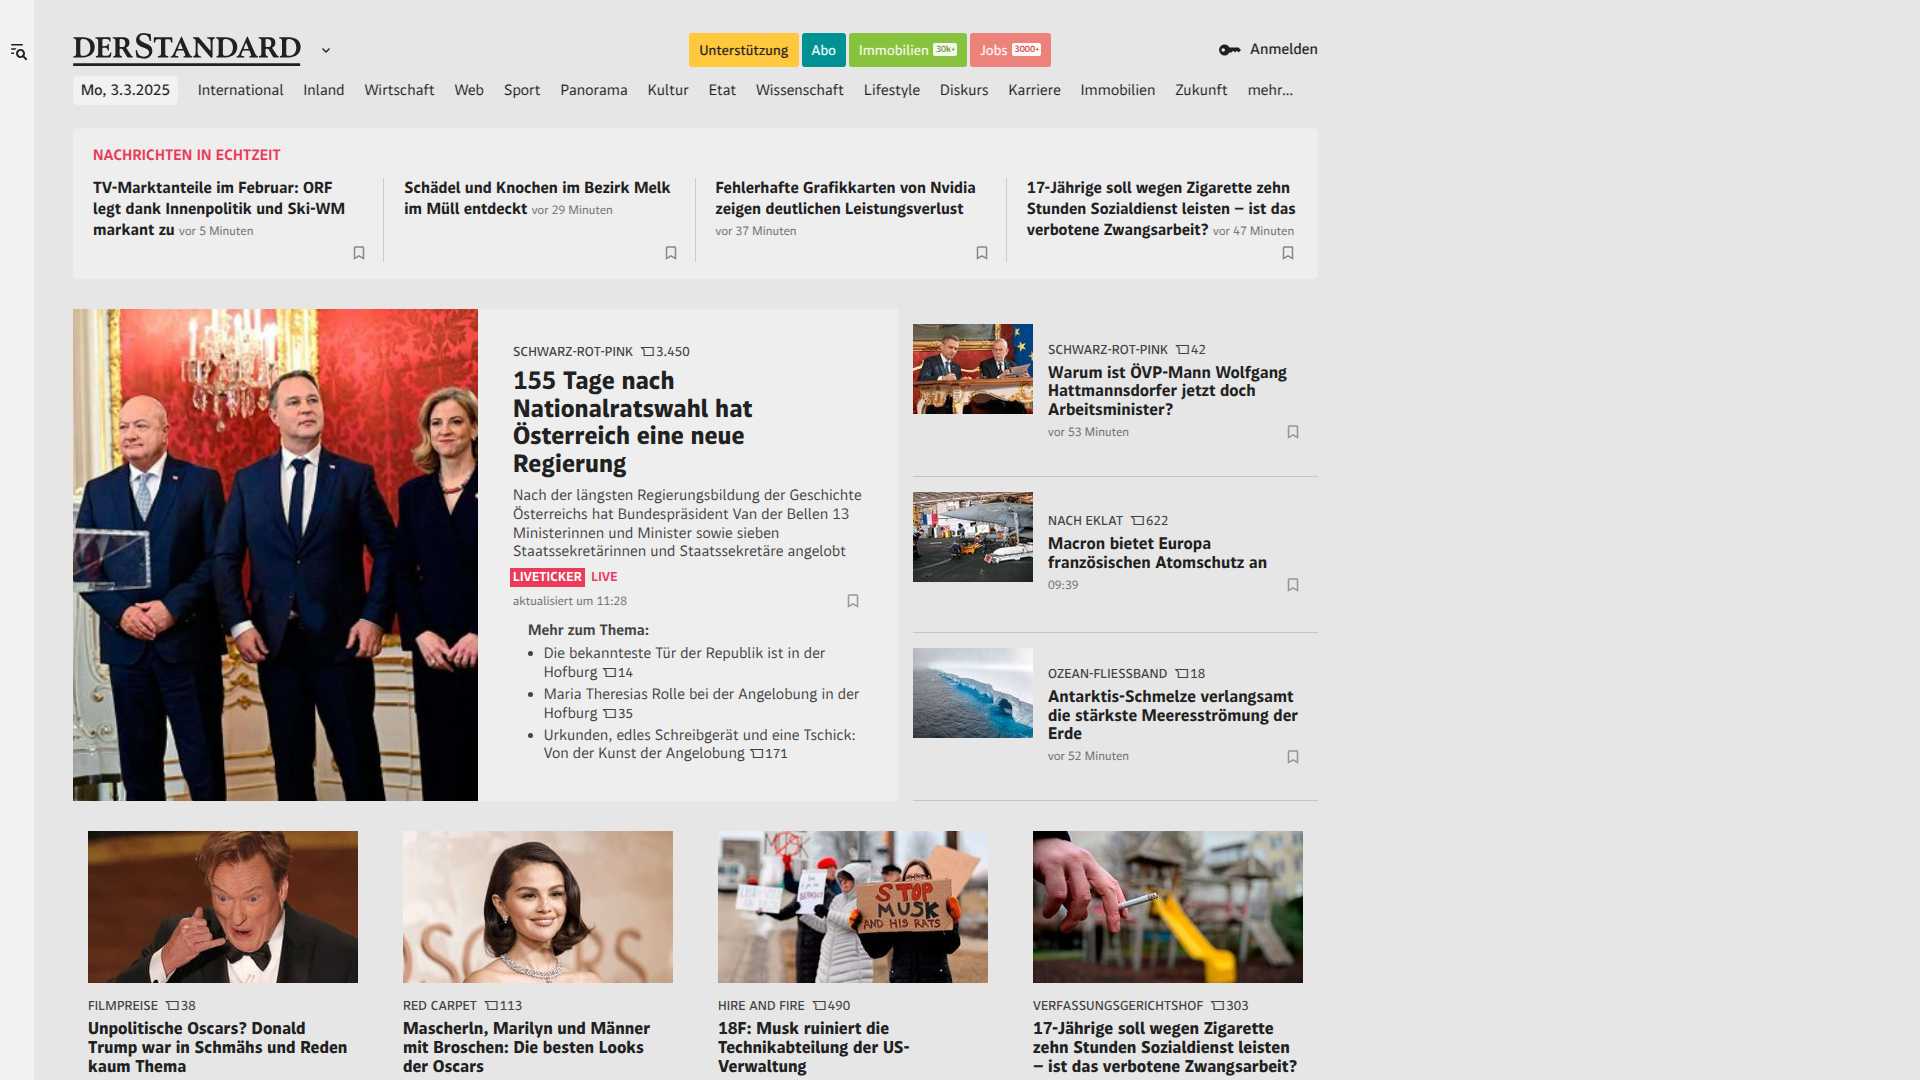 DERSTANDARD
Unterstützung
Abo
Immobilien 30k+
Jobs 3000+
Anmelden
Mo, 3.3.2025
International
Inland
Wirtschaft
Web
Sport
Panorama
Kultur
Etat
Wissenschaft
Lifestyle
Diskurs
Karriere
Immobilien
Zukunft
mehr...
NACHRICHTEN IN ECHTZEIT
TV-Marktanteile im Februar: ORF
legt dank Innenpolitik und Ski-WM
markant zu vor 5 Minuten
Schädel und Knochen im Bezirk Melk
im Müll entdeckt vor 29 Minuten
Fehlerhafte Grafikkarten von Nvidia
zeigen deutlichen Leistungsverlust
vor 37 Minuten
17-Jährige soll wegen Zigarette zehn
Stunden Sozialdienst leisten – ist das
verbotene Zwangsarbeit? vor 47 Minuten
SCHWARZ-ROT-PINK 3.450
155 Tage nach
Nationalratswahl hat
Österreich eine neue
Regierung
Nach der längsten Regierungsbildung der Geschichte
Österreichs hat Bundespräsident Van der Bellen 13
Ministerinnen und Minister sowie sieben
Staatssekretärinnen und Staatssekretäre angelobt
LIVETICKER LIVE
aktualisiert um 11:28
Mehr zum Thema:
• Die bekannteste Tür der Republik ist in der
Hofburg 14
• Maria Theresias Rolle bei der Angelobung in der
Hofburg 35
• Urkunden, edles Schreibgerät und eine Tschick:
Von der Kunst der Angelobung 171
SCHWARZ-ROT-PINK 42
Warum ist ÖVP-Mann Wolfgang
Hattmannsdorfer jetzt doch
Arbeitsminister?
vor 53 Minuten
NACH EKLAT 622
Macron bietet Europa
französischen Atomschutz an
09:39
OZEAN-FLIESSBAND 18
Antarktis-Schmelze verlangsamt
die stärkste Meeresströmung der
Erde
vor 52 Minuten
FILMPREISE 38
Unpolitische Oscars? Donald
Trump war in Schmähs und Reden
kaum Thema
OSCARS
RED CARPET 113
Mascherln, Marilyn und Männer
mit Broschen: Die besten Looks
der Oscars
MUSK
STOP
MUSK
AND HIS RATS
HIRE AND FIRE 490
18F: Musk ruiniert die
Technikabteilung der US-
Verwaltung
VERFASSUNGSGERICHTSHOF 303
17-Jährige soll wegen Zigarette
zehn Stunden Sozialdienst leisten
– ist das verbotene Zwangsarbeit?